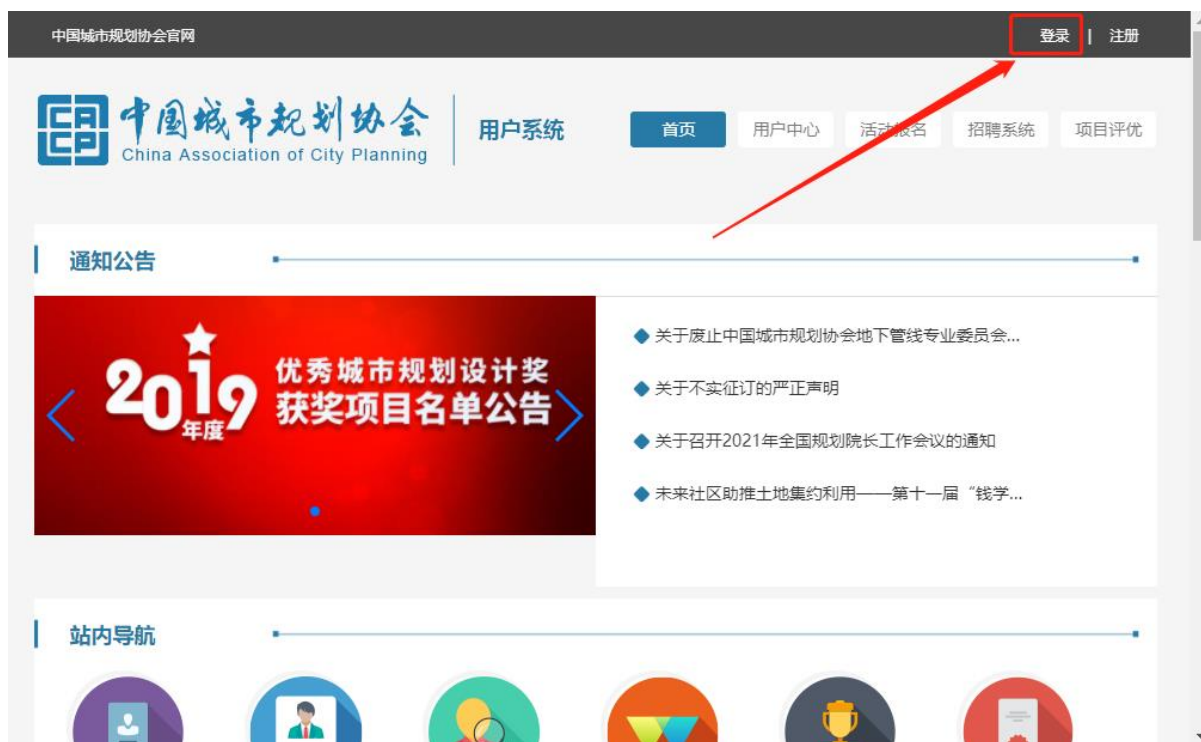 中国城市规划协会官网
登录 | 注册
中国城市规划协会
China Association of City Planning
用户系统
首页
用户中心
活动报名
招聘系统
项目评优
通知公告
2019
年度
优秀城市规划设计奖
获奖项目名单公告
关于废止中国城市规划协会地下管线专业委员会...
关于不实征订的严正声明
关于召开2021年全国规划院长工作会议的通知
未来社区助推土地集约利用——第十一届“钱学...
站内导航